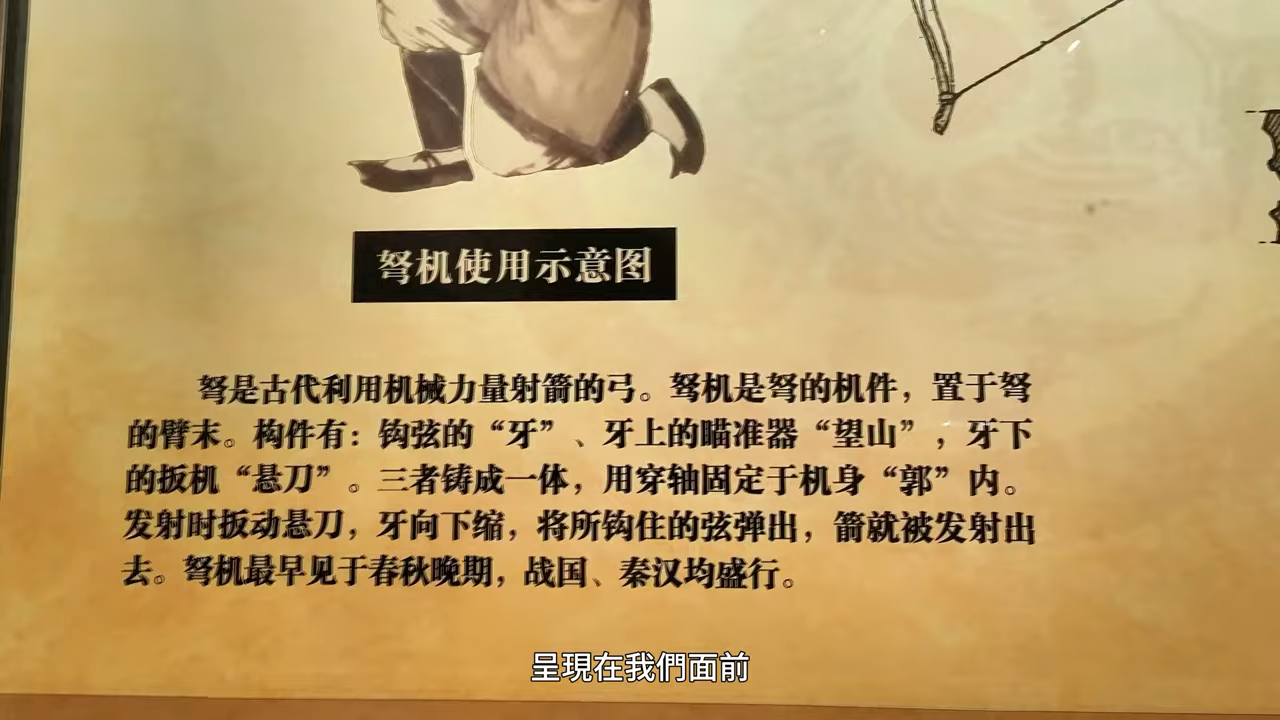 弩机使用示意图
弩是古代利用机械力量射箭的弓。弩机是弩的机件，置于弩
的臂末。构件有：钩弦的“牙”、牙上的瞄准器“望山”，牙下
的扳机“悬刀”。三者铸成一体，用穿轴固定于机身“郭”内。
发射时扳动悬刀，牙向下缩，将所钩住的弦弹出，箭就被发射出
去。弩机最早见于春秋晚期，战国、秦汉均盛行。
呈現在我們面前